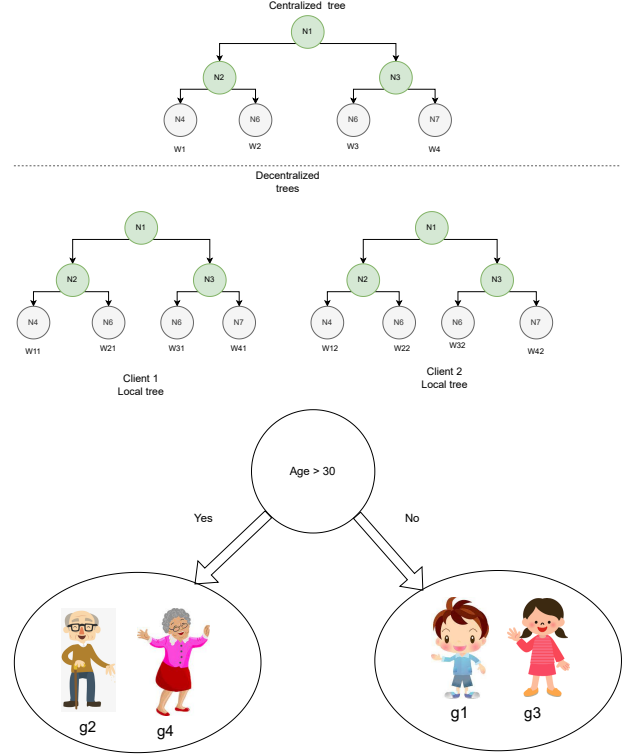 Centralized tree
N1
N2
N3
N4
N6
N6
N7
W1
W2
W3
W4
Decentralized
trees
N1
N2
N3
N4
N6
N6
N7
W11
W21
W31
W41
Client 1
Local tree
N1
N2
N3
N4
N6
N6
N7
W12
W22
W32
W42
Client 2
Local tree
Age > 30
Yes
No
g2
g4
g1
g3